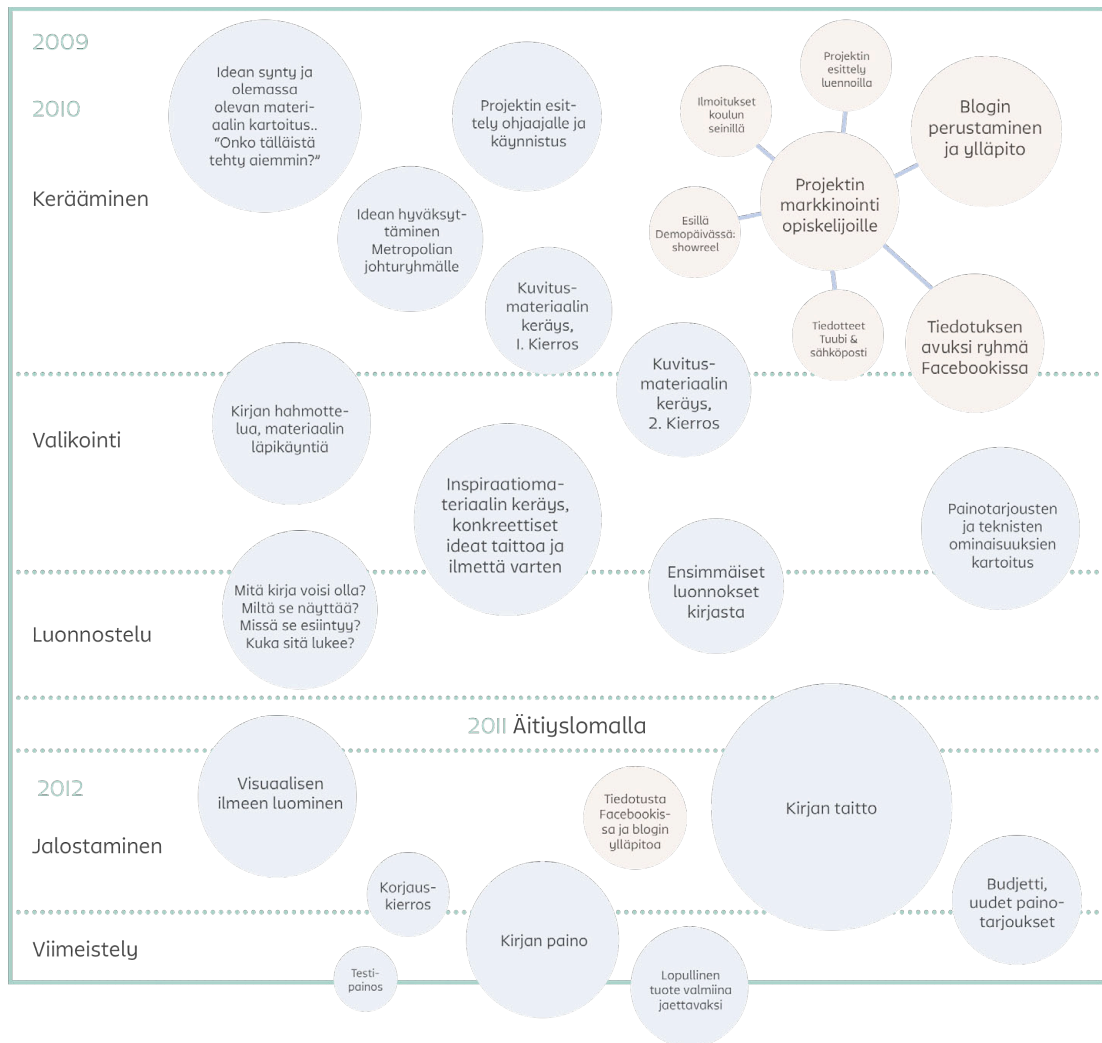 2009
2010
Kerääminen
Idean synty ja
olemassa
olevan materi-
aalin kartoitus..
“Onko tälläistä
tehty aiemmin?”
Projektin esit-
tely ohjaajalle ja
käynnistus
Idean hyväksyt-
täminen
Metropolian
johturyhmälle
Kuvitus-
materiaalin
keräys,
1. Kierros
Kuvitus-
materiaalin
keräys,
2. Kierros
Projektin
esittely
luennoilla
Ilmoitukset
koulun
seinillä
Blogin
perustaminen
ja ylläpito
Projektin
markkinointi
opiskelijoille
Esillä
Demopäivässä:
showreel
Tiedotteet
Tuubi &
sähköposti
Tiedotuksen
avuksi ryhmä
Facebookissa
Valikointi
Kirjan hahmotte-
lua, materiaalin
läpikäyntiä
Inspiraatioma-
teriaalin keräys,
konkreettiset
ideat taittoa ja
ilmettä varten
Painotarjousten
ja teknisten
ominaisuuksien
kartoitus
Luonnostelu
Mitä kirja voisi olla?
Miltä se näyttää?
Missä se esiintyy?
Kuka sitä lukee?
Ensimmäiset
luonnokset
kirjasta
2011 Äitiyslomalla
2012
Jalostaminen
Visuaalisen
ilmeen luominen
Tiedotusta
Facebookis-
sa ja blogin
ylläpitoa
Kirjan taitto
Korjaus-
kierros
Budjetti,
uudet paino-
tarjoukset
Viimeistely
Kirjan paino
Testi-
painos
Lopullinen
tuote valmiina
jaettavaksi